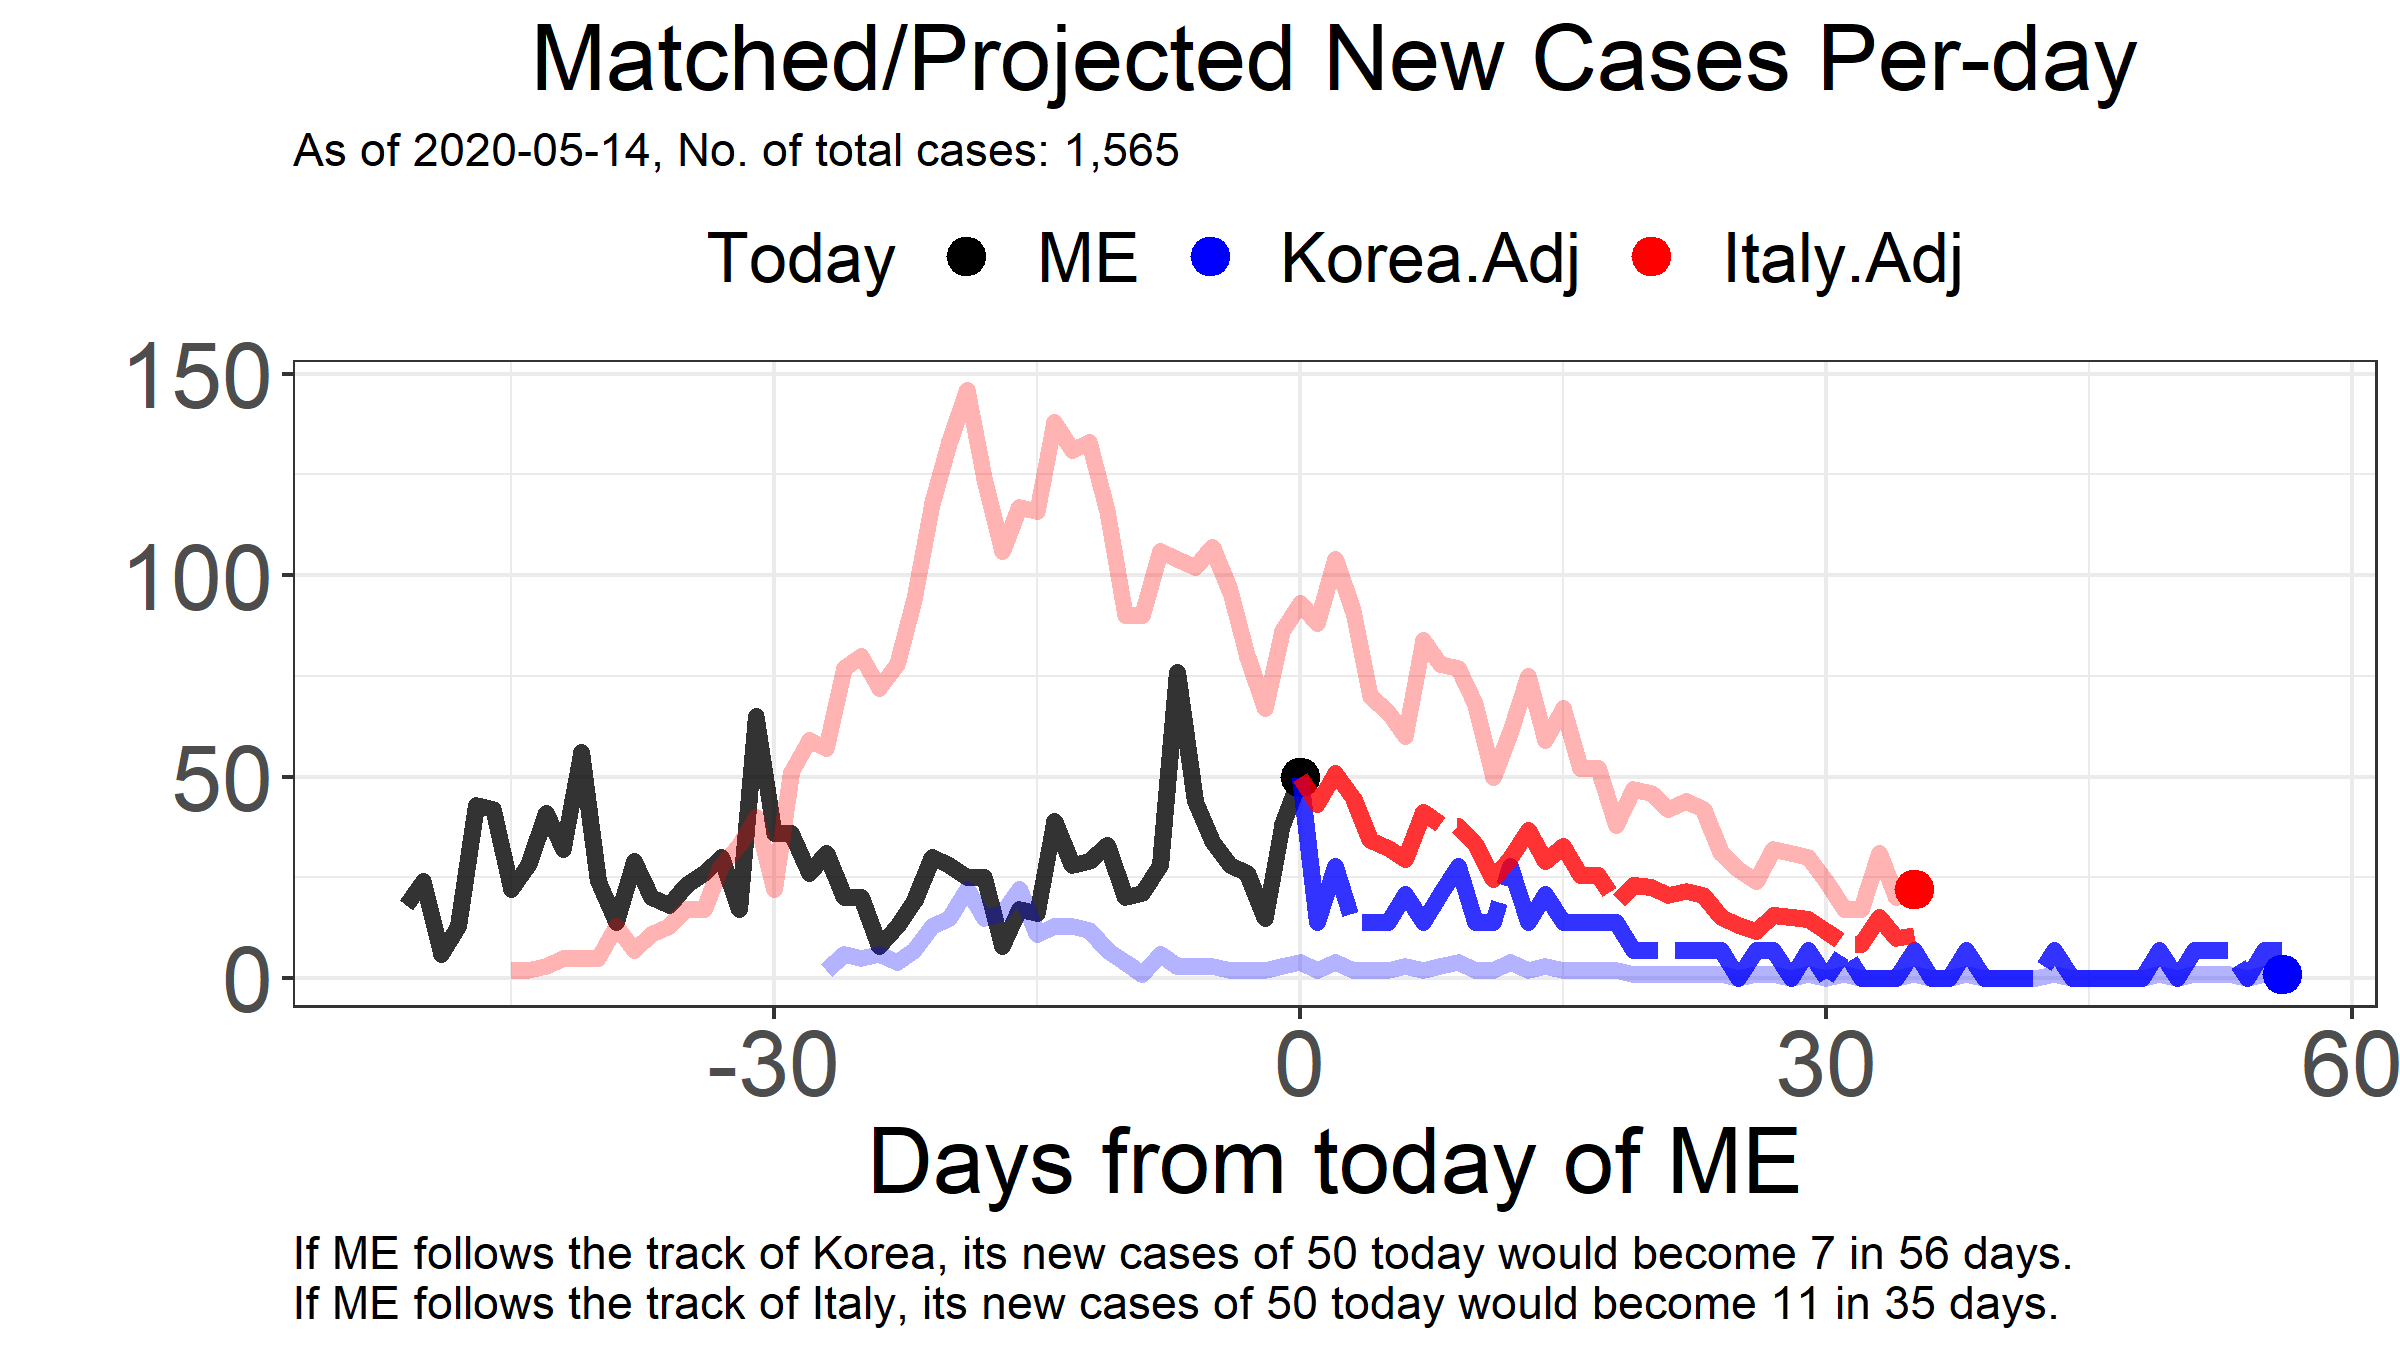 Matched/Projected New Cases Per-day
As of 2020-05-14, No. of total cases: 1,565
Today ME Korea.Adj Italy.Adj
150
100
50
0
-30 0 30 60
Days from today of ME
If ME follows the track of Korea, its new cases of 50 today would become 7 in 56 days.
If ME follows the track of Italy, its new cases of 50 today would become 11 in 35 days.